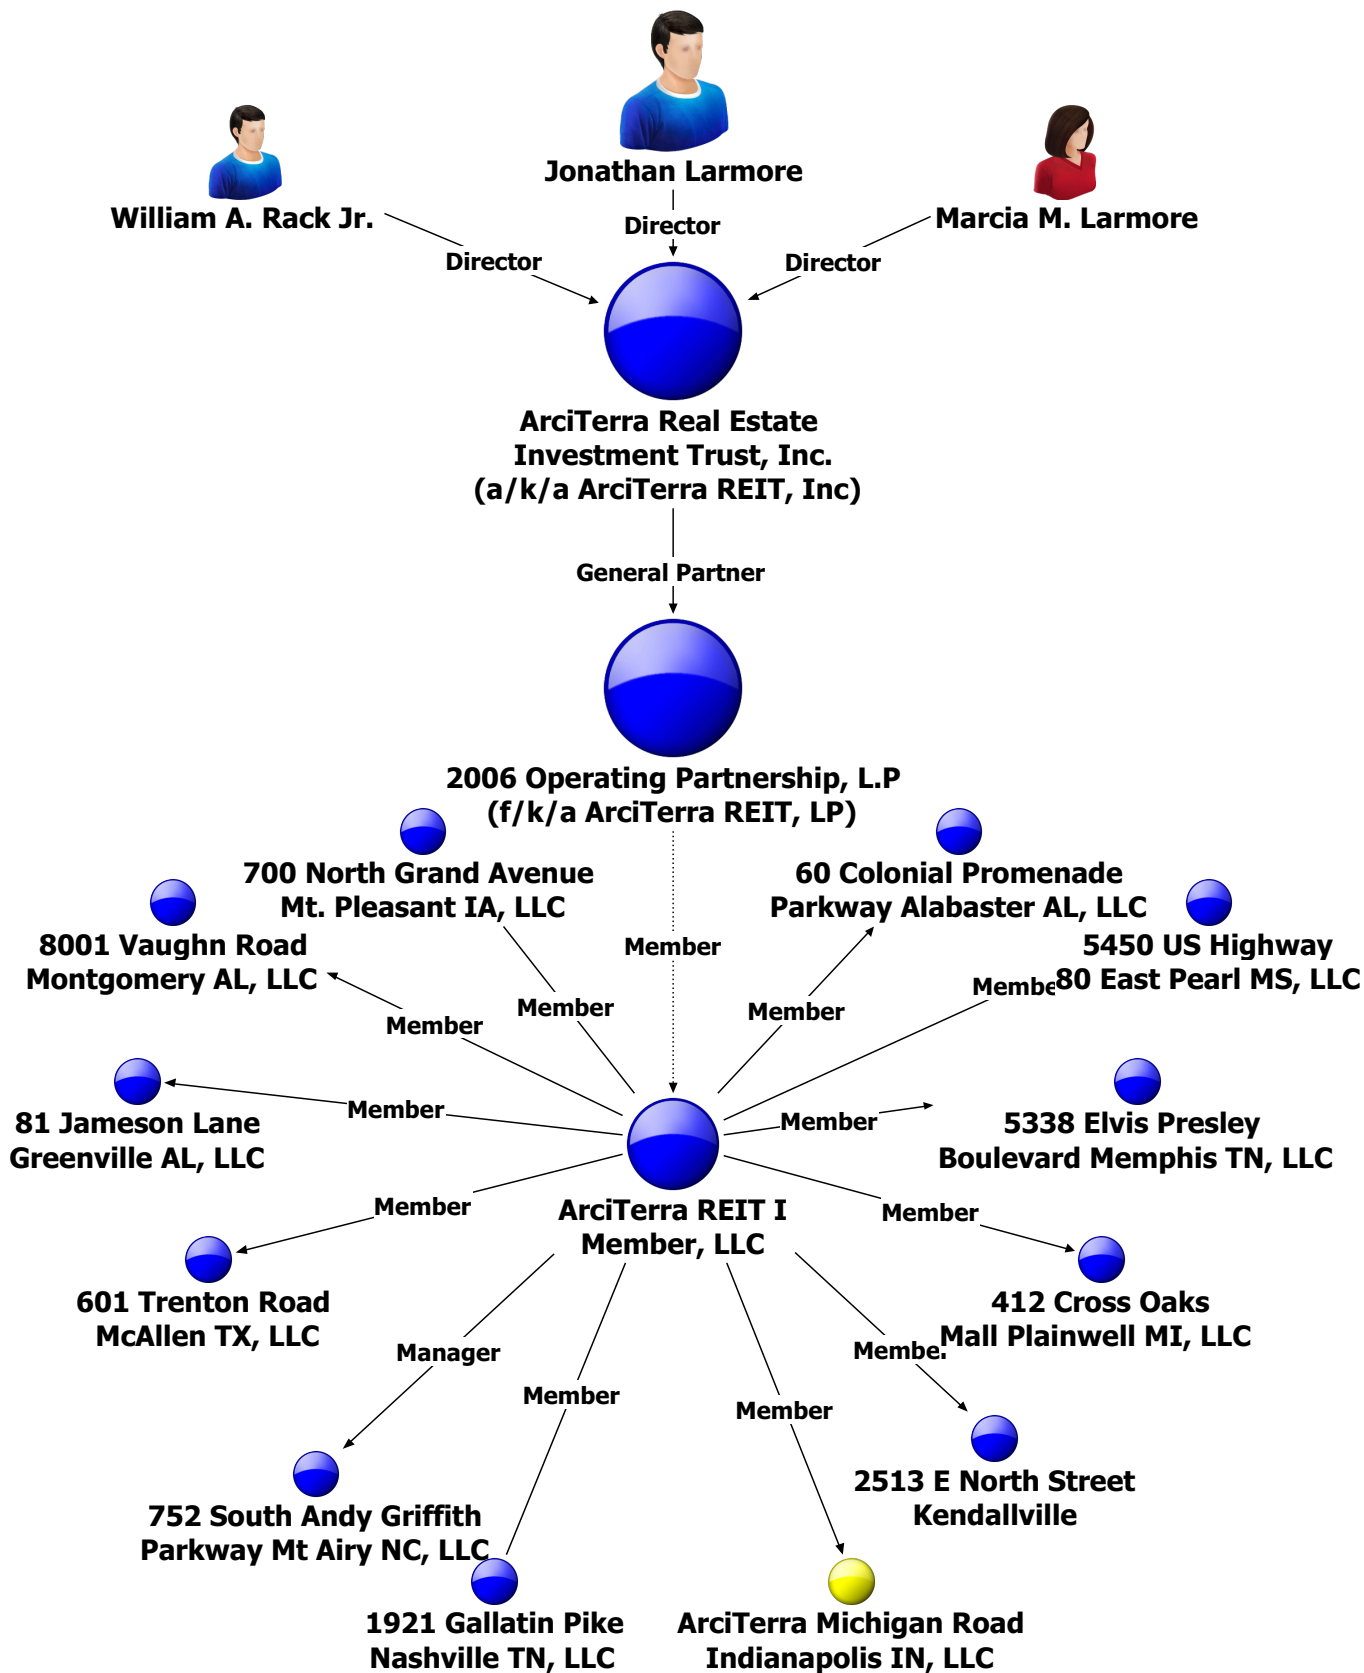 Jonathan Larmore
William A. Rack Jr.
Marcia M. Larmore
Director
Director
Director
ArciTerra Real Estate
Investment Trust, Inc.
(a/k/a ArciTerra REIT, Inc)
General Partner
2006 Operating Partnership, L.P
(f/k/a ArciTerra REIT, LP)
700 North Grand Avenue
Mt. Pleasant IA, LLC
60 Colonial Promenade
Parkway Alabaster AL, LLC
8001 Vaughn Road
Montgomery AL, LLC
5450 US Highway
80 East Pearl MS, LLC
Member
Member
Member
Member
Membe
81 Jameson Lane
Greenville AL, LLC
Member
Member
5338 Elvis Presley
Boulevard Memphis TN, LLC
ArciTerra REIT I
Member, LLC
Member
Member
601 Trenton Road
McAllen TX, LLC
412 Cross Oaks
Mall Plainwell MI, LLC
Manager
Member
Member
Member
752 South Andy Griffith
Parkway Mt Airy NC, LLC
2513 E North Street
Kendallville
1921 Gallatin Pike
Nashville TN, LLC
ArciTerra Michigan Road
Indianapolis IN, LLC